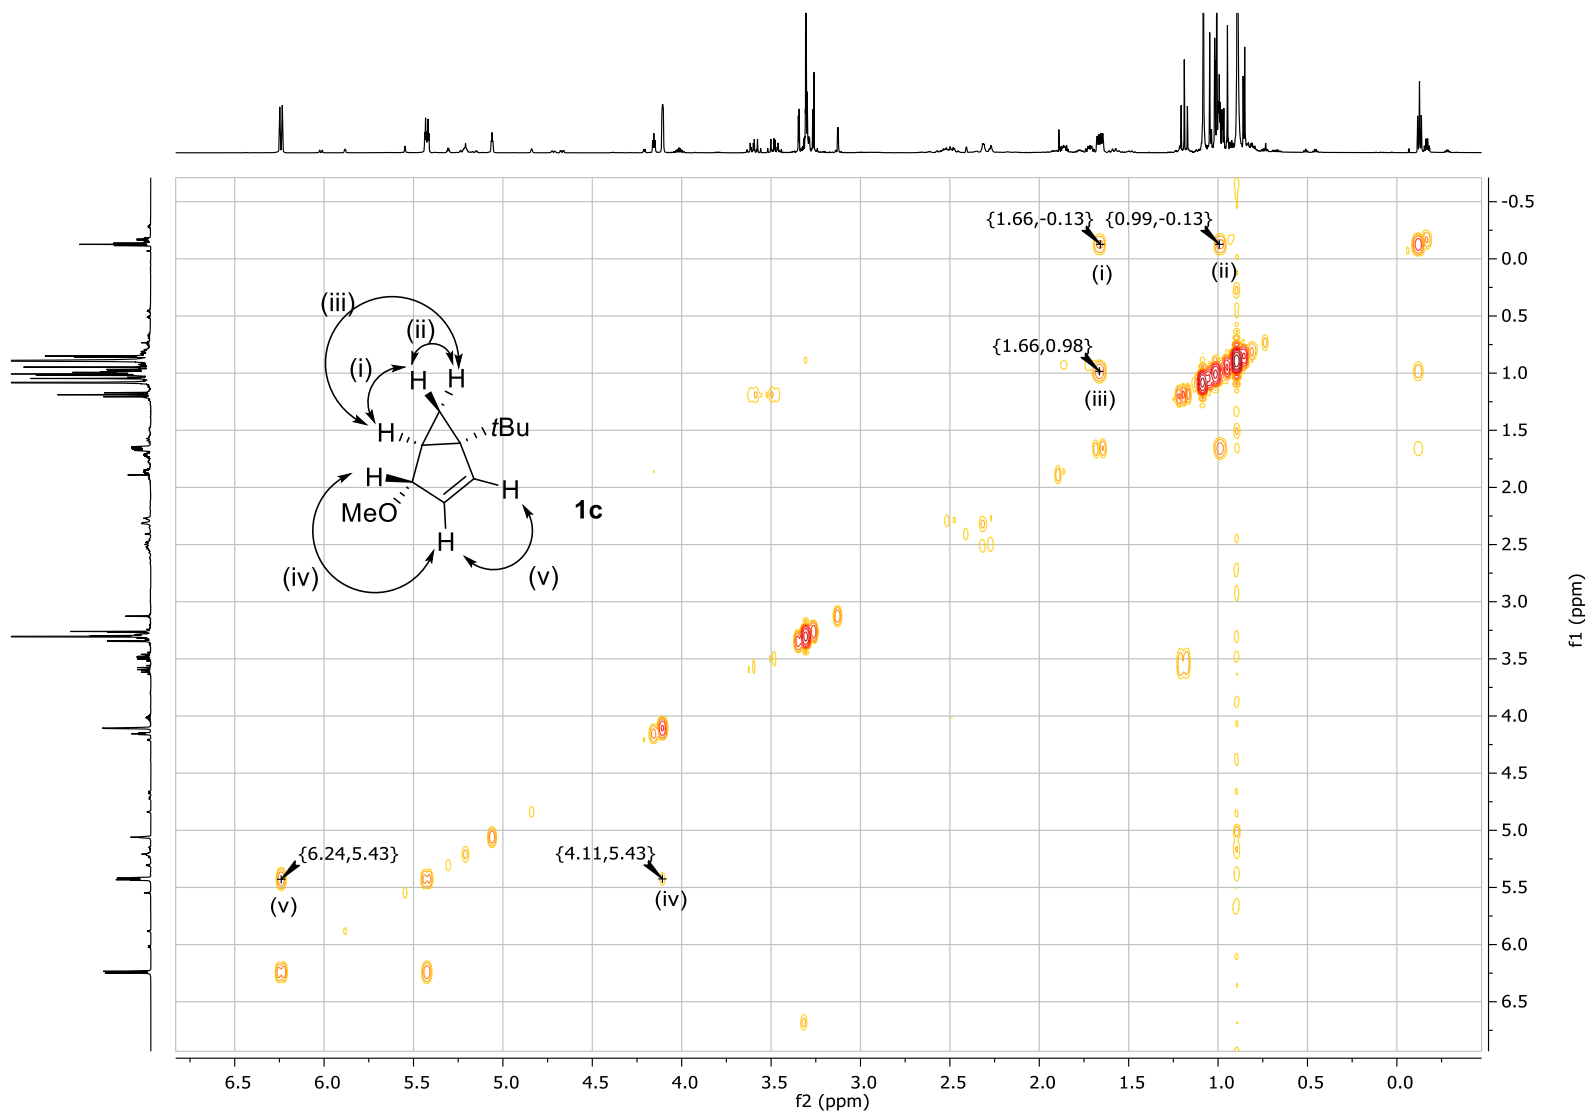 {1.66,-0.13} {0.99,-0.13}
(i)
(ii)
{1.66,0.98}
(iii)
(iii)
(ii)
(i)
H
H
H
tBu
H
H
MeO
1c
H
(iv)
(v)
{6.24,5.43}
{4.11,5.43}
(v)
(iv)
-0.5
0.0
0.5
1.0
1.5
2.0
2.5
3.0
3.5
4.0
4.5
5.0
5.5
6.0
6.5
f1 (ppm)
6.5 6.0 5.5 5.0 4.5 4.0 3.5 3.0 2.5 2.0 1.5 1.0 0.5 0.0
f2 (ppm)